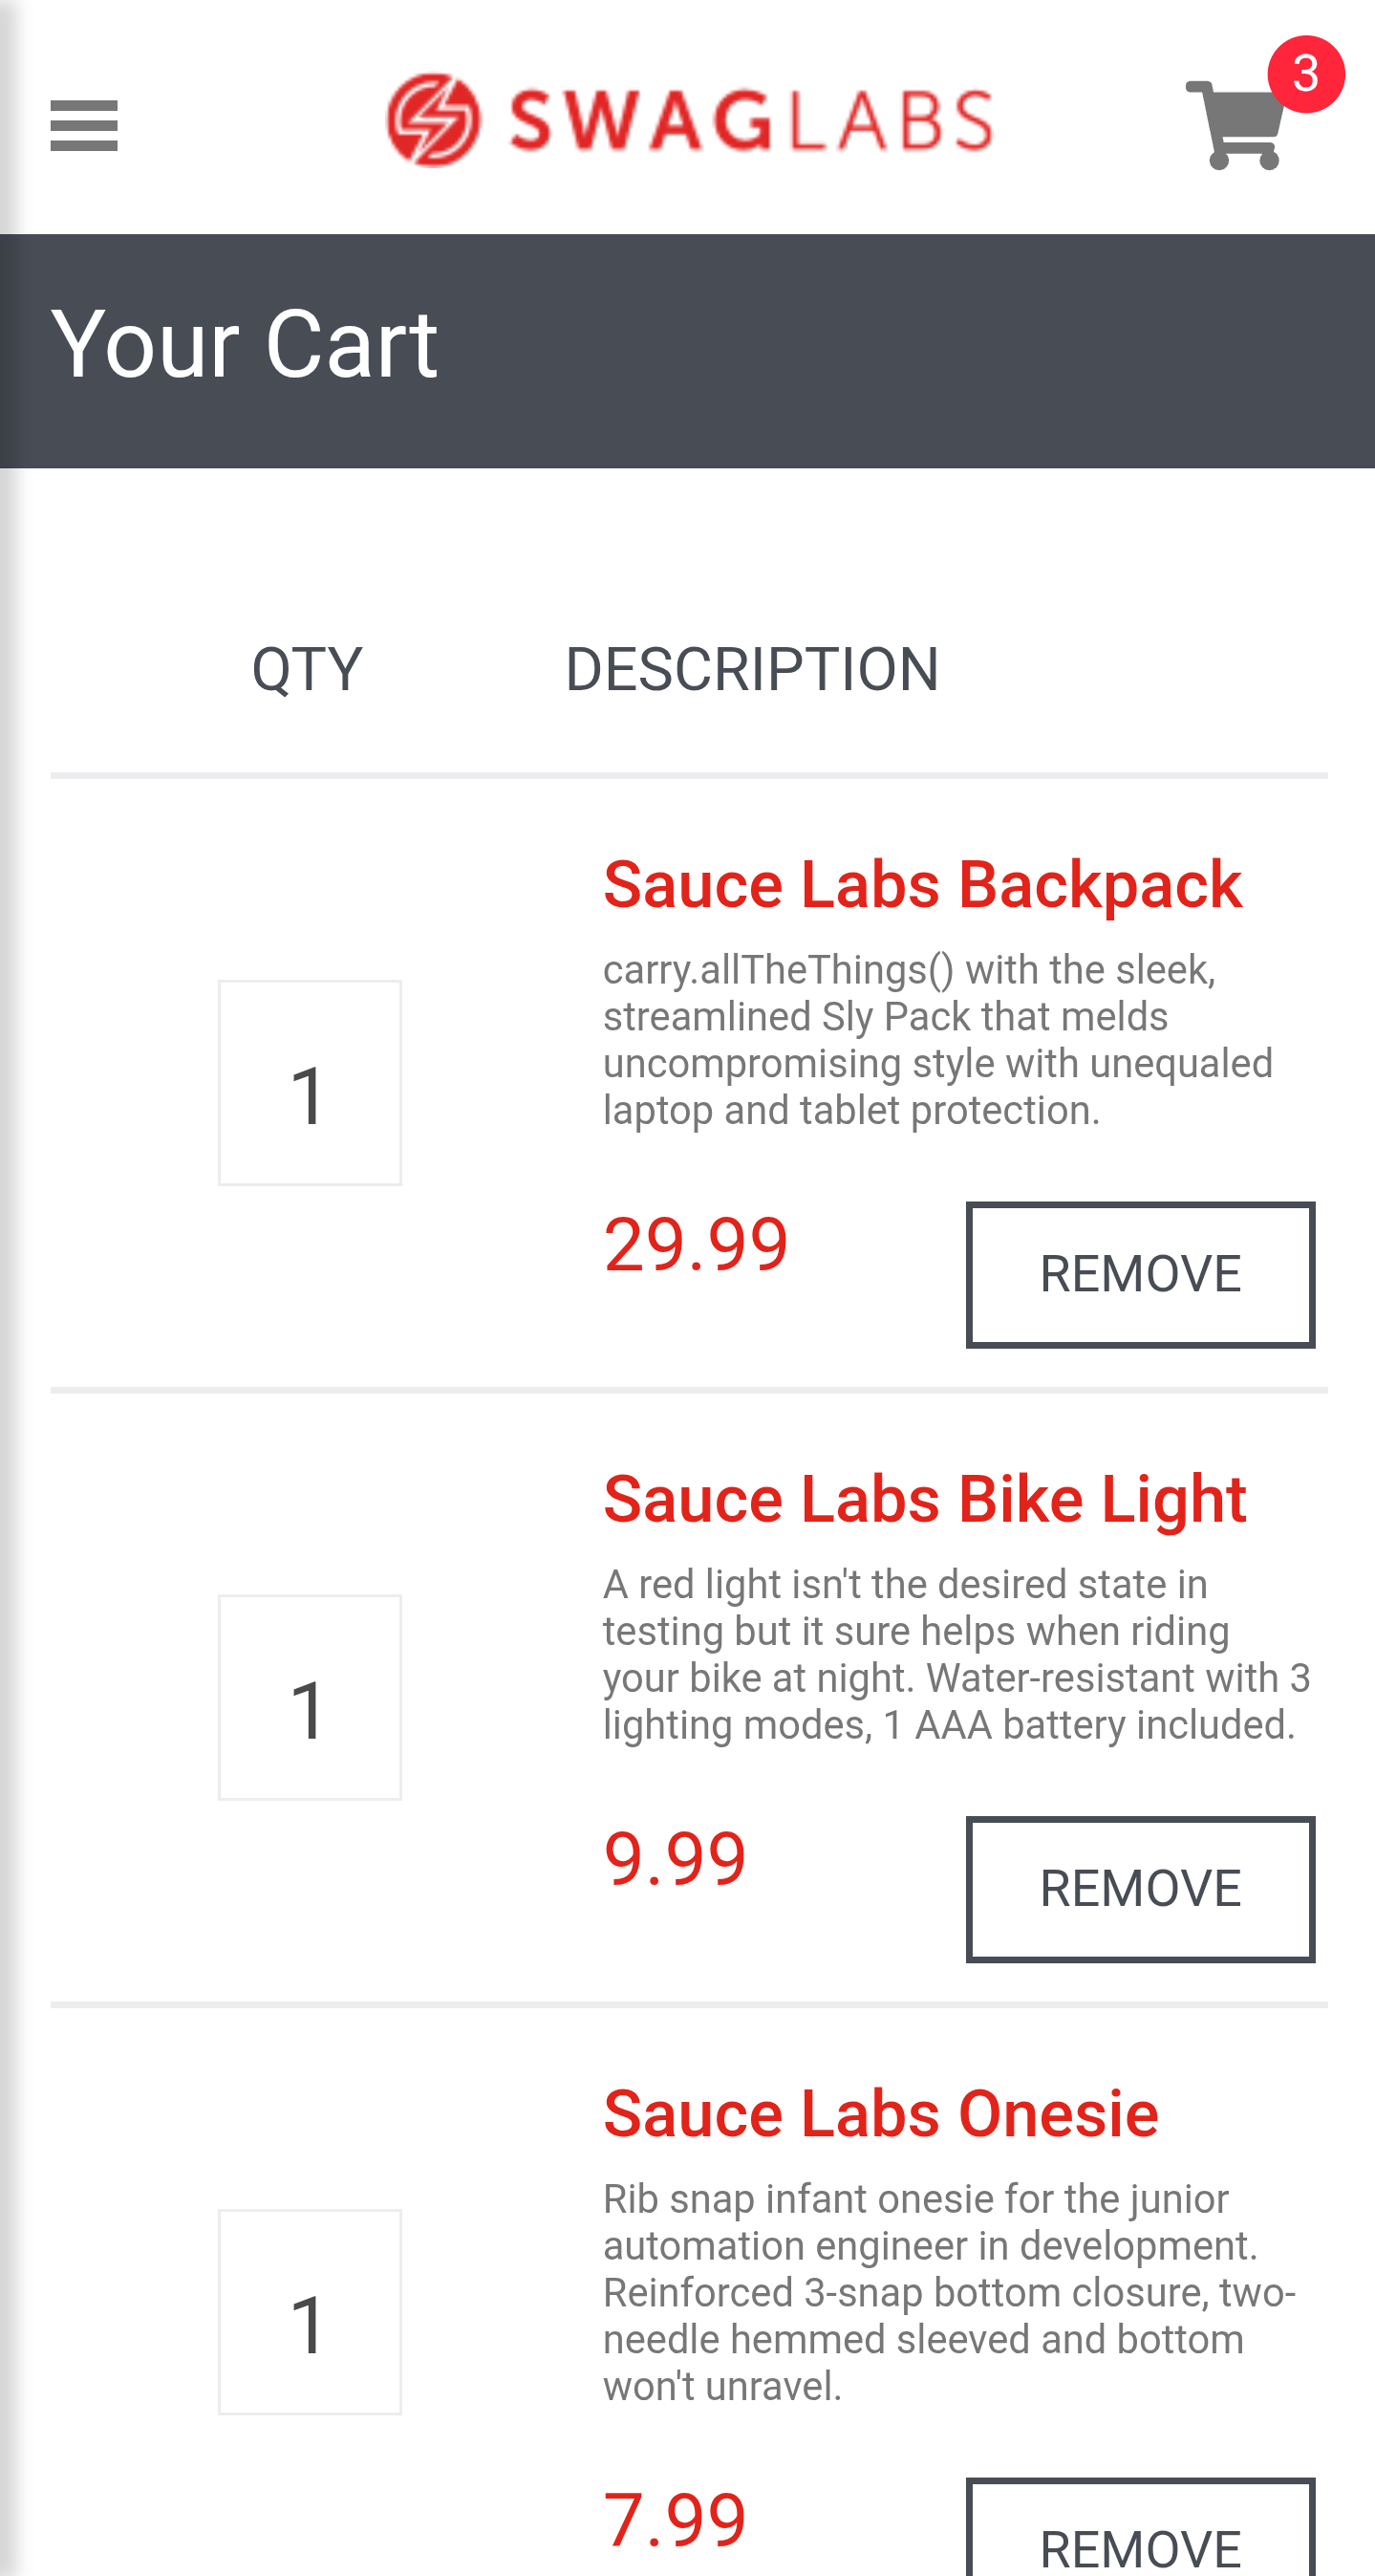 SWAGLABS
3
Your Cart
QTY DESCRIPTION
Sauce Labs Backpack
carry.allTheThings() with the sleek,
streamlined Sly Pack that melds
uncompromising style with unequaled
laptop and tablet protection.
1
29.99
REMOVE
Sauce Labs Bike Light
A red light isn't the desired state in
testing but it sure helps when riding
your bike at night. Water-resistant with 3
lighting modes, 1 AAA battery included.
1
9.99
REMOVE
Sauce Labs Onesie
Rib snap infant onesie for the junior
automation engineer in development.
Reinforced 3-snap bottom closure, two-
needle hemmed sleeved and bottom
won't unravel.
1
7.99
REMOVE